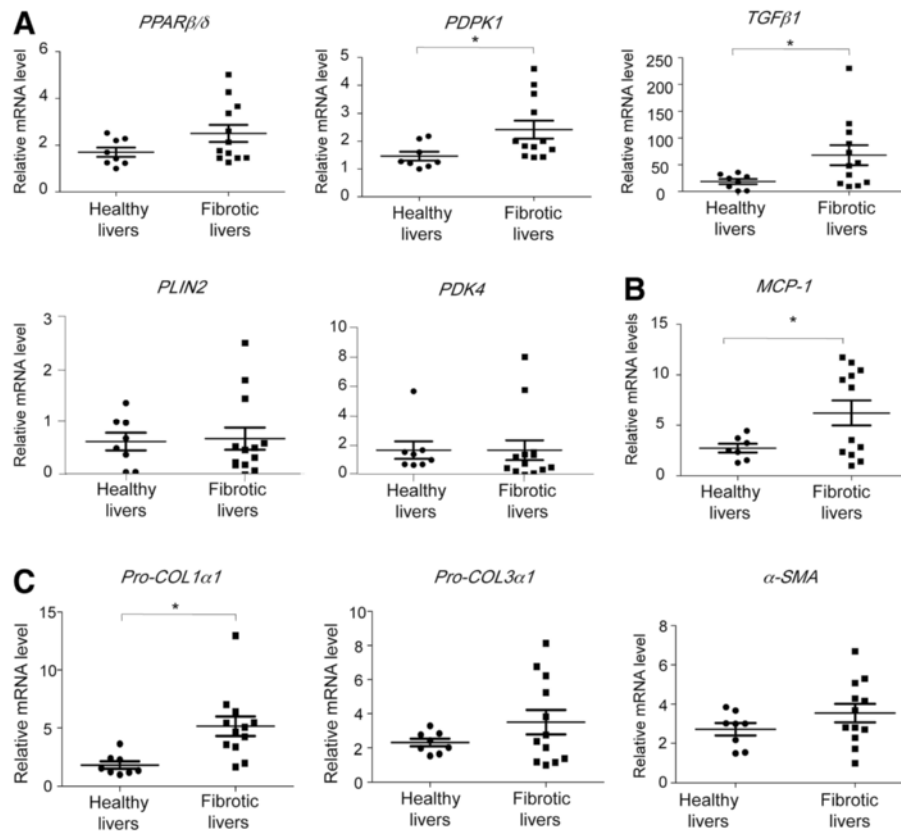 A
PPARβ/δ
Relative mRNA level
6
4
2
0
Healthy
livers
Fibrotic
livers
PDPK1
*
Relative mRNA level
5
4
3
2
1
0
Healthy
livers
Fibrotic
livers
TGFβ1
*
Relative mRNA level
250
200
150
100
50
0
Healthy
livers
Fibrotic
livers
PLIN2
Relative mRNA level
3
2
1
0
Healthy
livers
Fibrotic
livers
PDK4
Relative mRNA level
10
8
6
4
2
0
Healthy
livers
Fibrotic
livers
B
MCP-1
*
Relative mRNA levels
15
10
5
0
Healthy
livers
Fibrotic
livers
C
Pro-COL1α1
*
Relative mRNA level
15
10
5
0
Healthy
livers
Fibrotic
livers
Pro-COL3α1
Relative mRNA level
10
8
6
4
2
0
Healthy
livers
Fibrotic
livers
α-SMA
Relative mRNA level
8
6
4
2
0
Healthy
livers
Fibrotic
livers